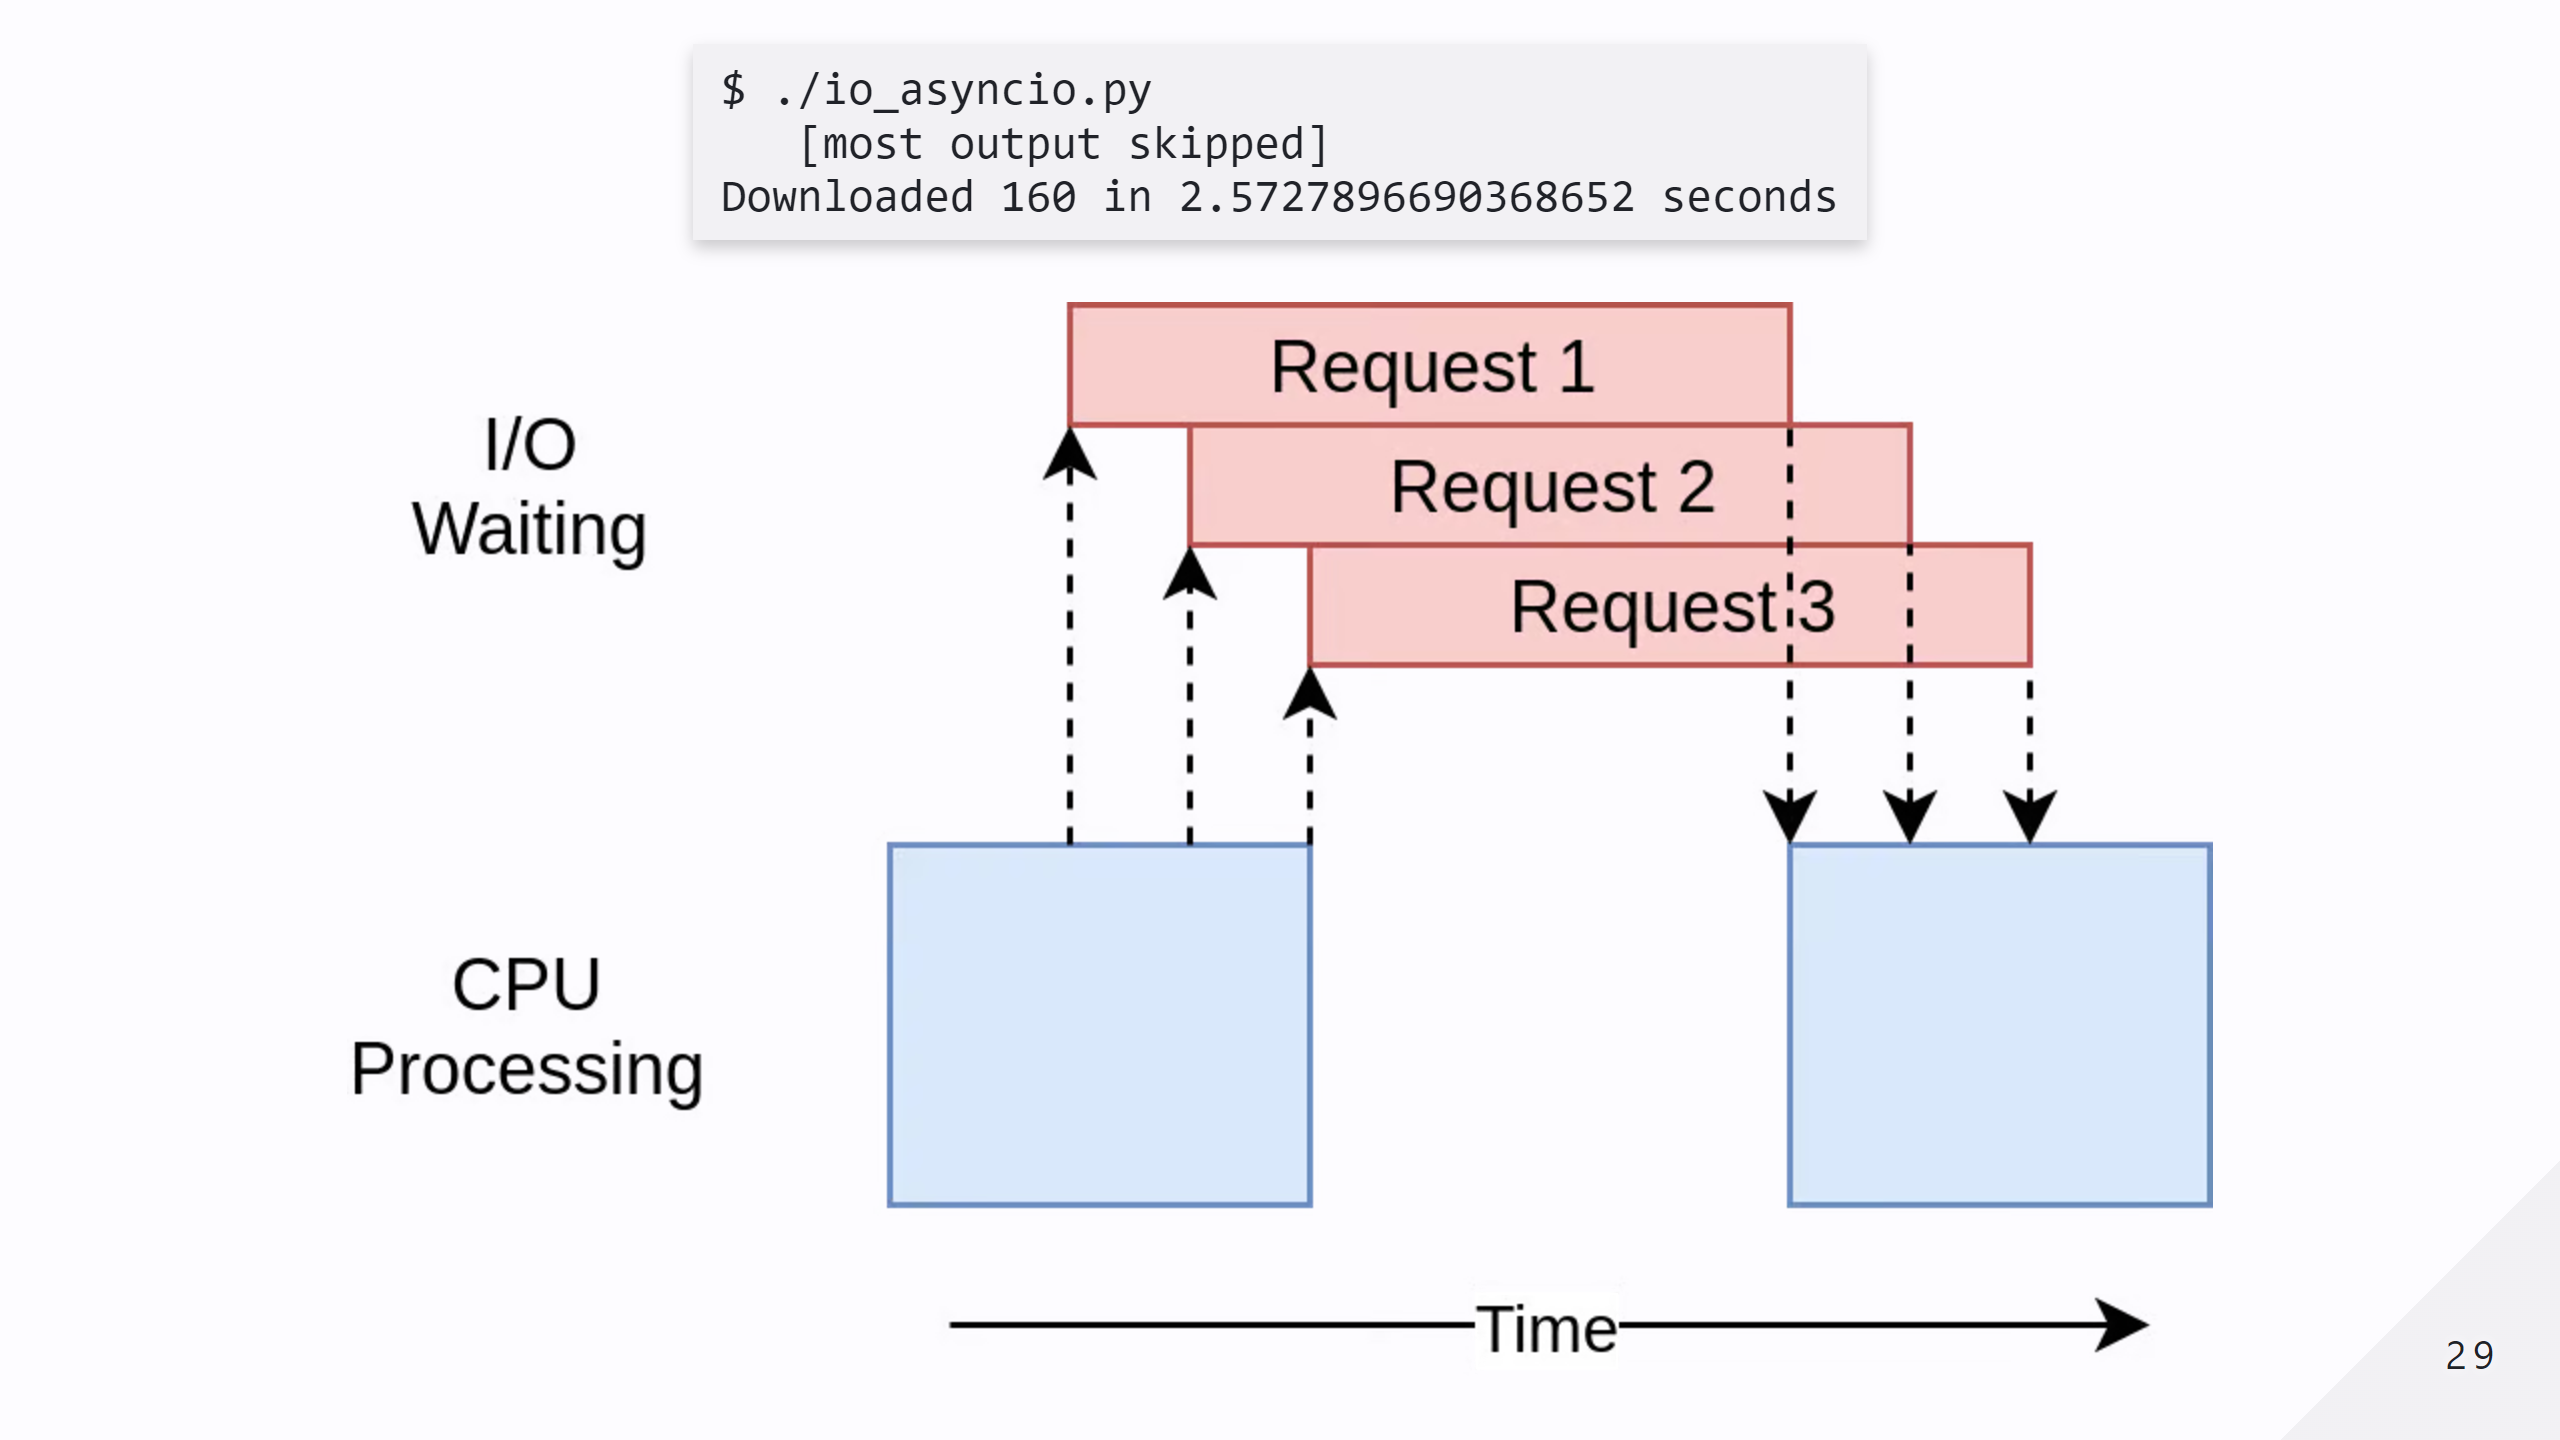 $ ./io_asyncio.py
[most output skipped]
Downloaded 160 in 2.5727896690368652 seconds
Request 1
I/O
Waiting
Request 2
Request 3
CPU
Processing
Time
29